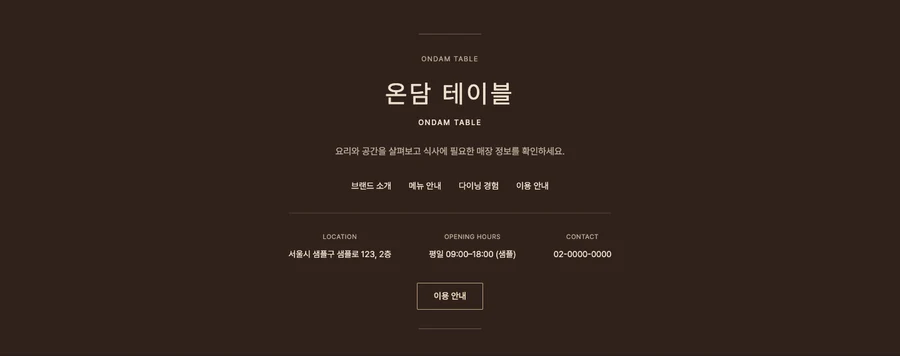 ONDAM TABLE
온담 테이블
ONDAM TABLE
요리와 공간을 살펴보고 식사에 필요한 매장 정보를 확인하세요.
브랜드 소개 메뉴 안내 다이닝 경험 이용 안내
LOCATION OPENING HOURS CONTACT
서울시 샘플구 샘플로 123, 2층 평일 09:00–18:00 (샘플) 02-0000-0000
이용 안내